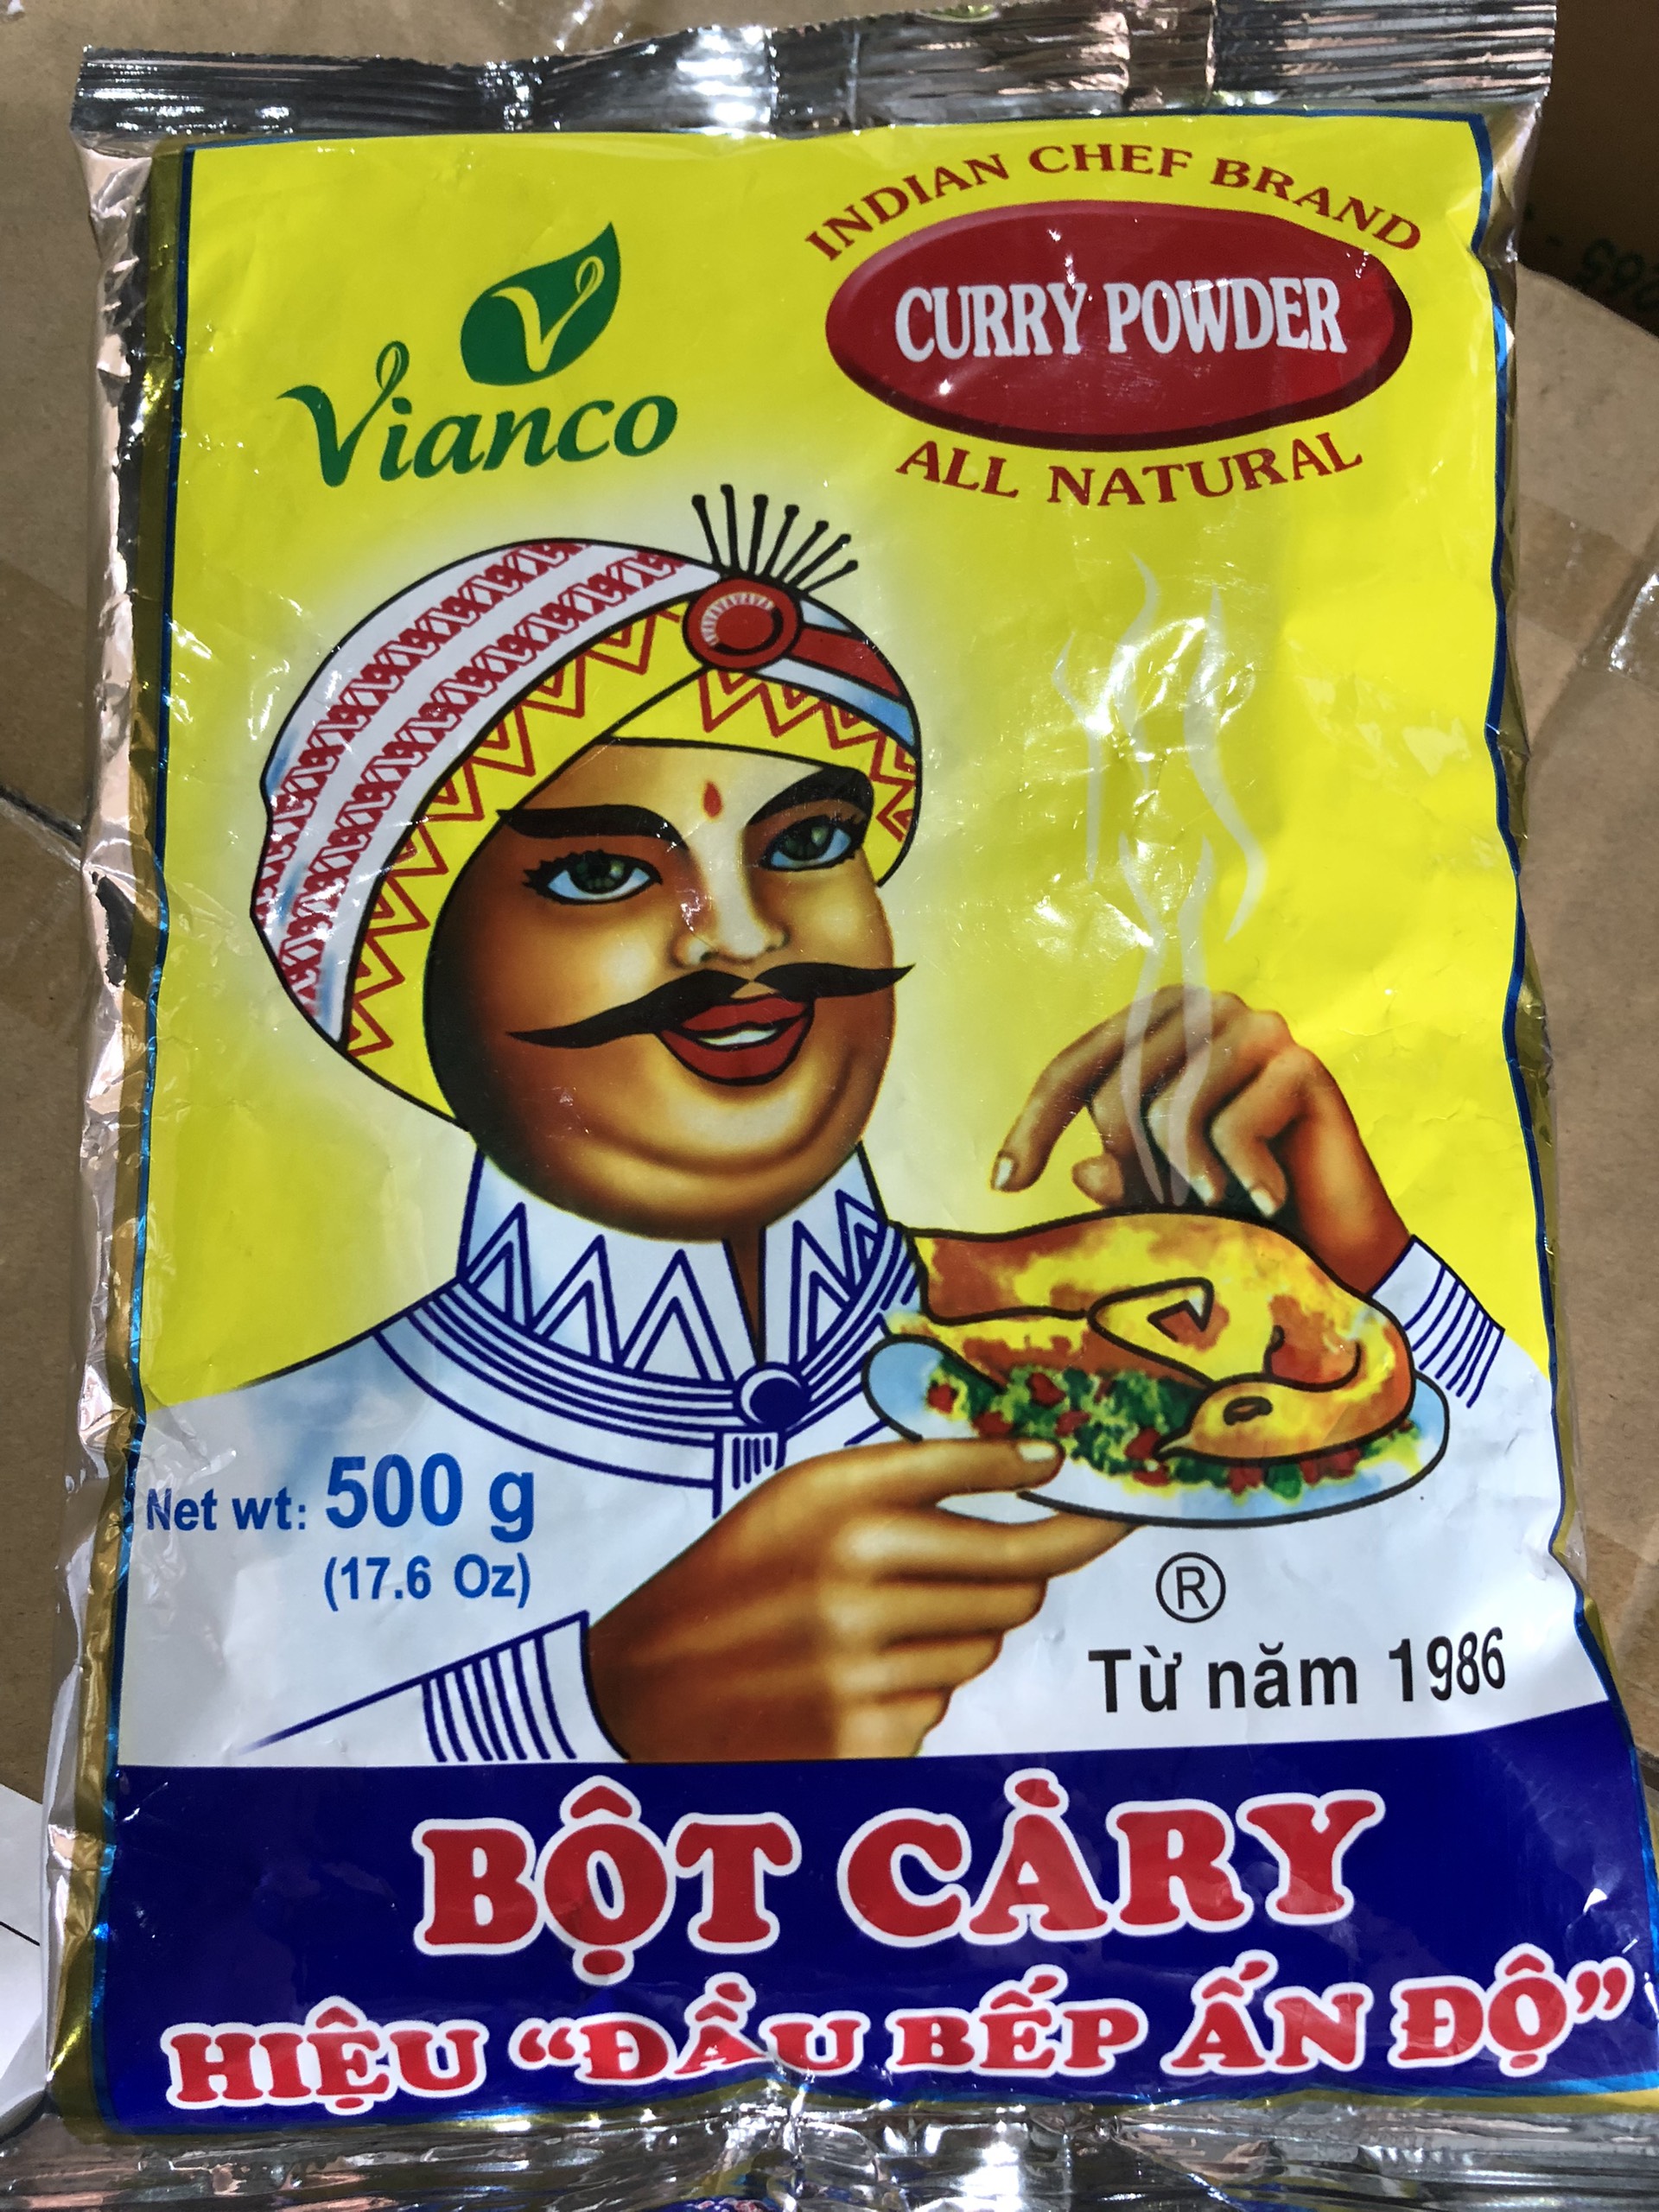 INDIAN CHEF BRAND
CURRY POWDER
ALL NATURAL
V
Vianco
Net wt: 500 g
(17.6 Oz)
®
Từ năm 1986
BỘT CÀRY
HIỆU “ĐẦU BẾP ẤN ĐỘ”